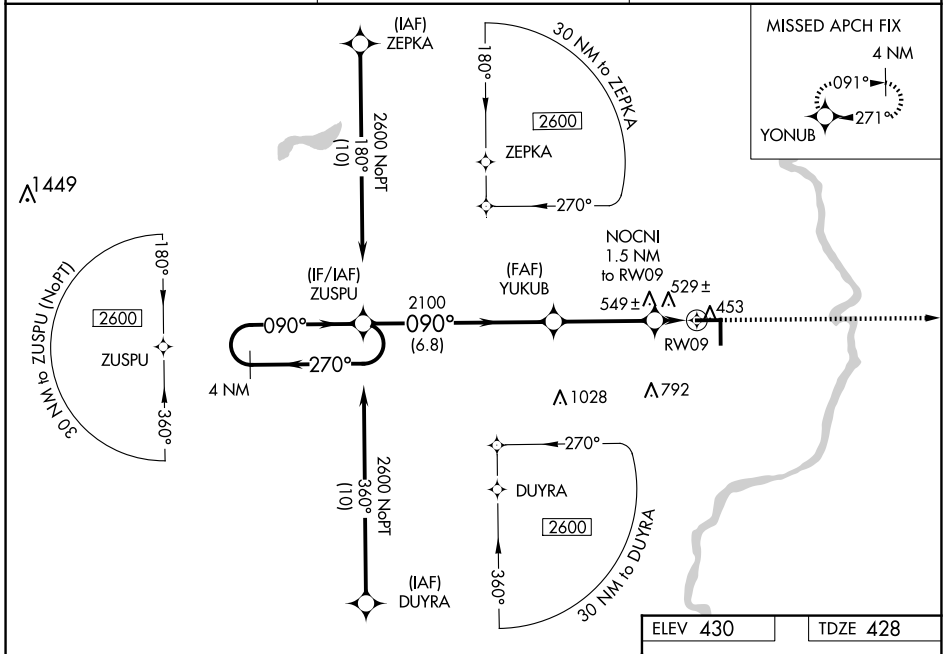 (IAF)
ZEPKA
MISSED APCH FIX
4 NM
091°
271°
YONUB
30 NM to ZEPKA
180°
2600
ZEPKA
270°
2600 NoPT
180°
(10)
1449
30 NM to ZUSPU (NoPT)
180°
2600
ZUSPU
360°
(IF/IAF)
ZUSPU
090°
270°
4 NM
2100
090°
(6.8)
(FAF)
YUKUB
NOCNI
1.5 NM
to RW09
549±
529±
453
RW09
1028
792
2600 NoPT
360°
(10)
(IAF)
DUYRA
270°
DUYRA
2600
360°
30 NM to DUYRA
ELEV 430
TDZE 428